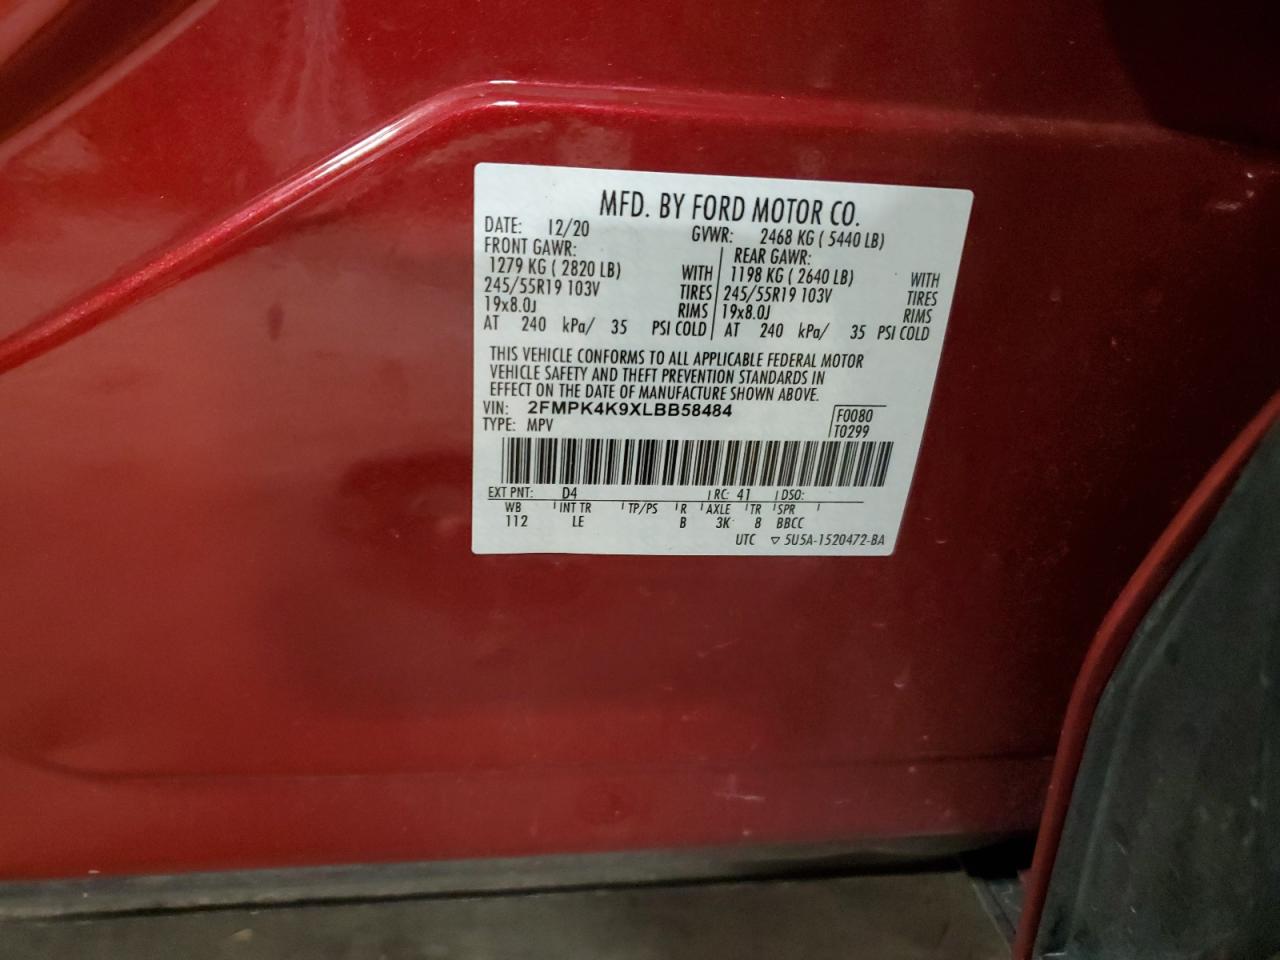 MFD. BY FORD MOTOR CO.
DATE: 12/20 GVWR: 2468 KG ( 5440 LB)
FRONT GAWR: REAR GAWR:
1279 KG ( 2820 LB) WITH 1198 KG ( 2640 LB) WITH
245/55R19 103V TIRES 245/55R19 103V TIRES
19x8.0J RIMS 19x8.0J RIMS
AT 240 kPa/ 35 PSI COLD AT 240 kPa/ 35 PSI COLD
THIS VEHICLE CONFORMS TO ALL APPLICABLE FEDERAL MOTOR
VEHICLE SAFETY AND THEFT PREVENTION STANDARDS IN
EFFECT ON THE DATE OF MANUFACTURE SHOWN ABOVE.
VIN: 2FMPK4K9XLBB58484 F0080
TYPE: MPV T0299
EXT PNT: D4 RC: 41 DSO:
WB INT TR TP/PS R AXLE TR SPR
112 LE B 3K 8 BBCC
UTC ▽ 5U5A-1520472-BA